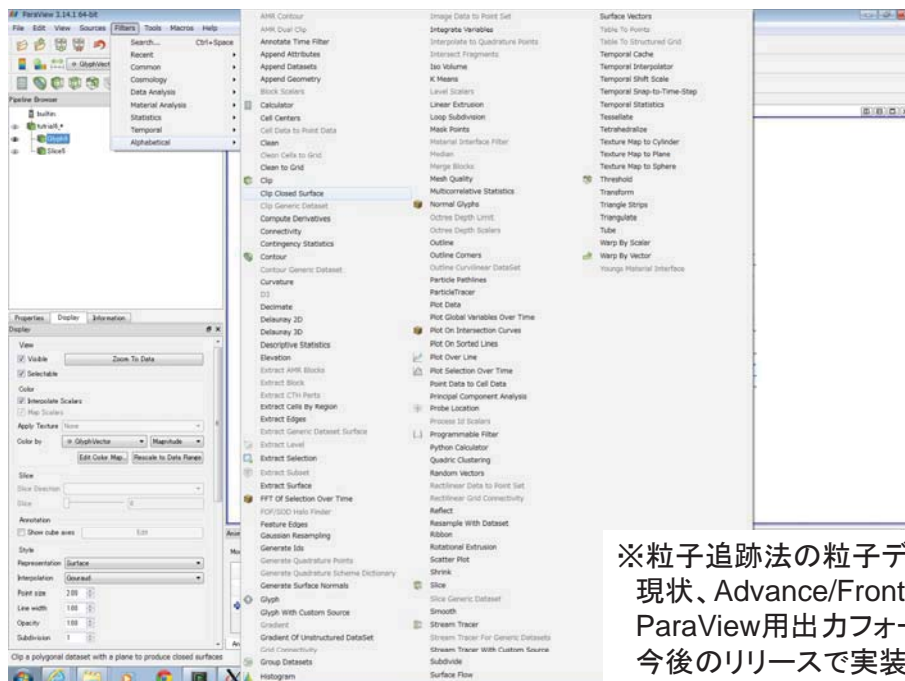 ParaView 3.14.1 64-bit
File Edit View Sources Filters Tools Macros Help
Search... Ctrl+Space
Recent
Common
Cosmology
Data Analysis
Material Analysis
Statistics
Temporal
Alphabetical
Pipeline Browser
builtin:
Slice5
AMR Contour
AMR Dual Clip
Annotate Time Filter
Append Attributes
Append Datasets
Append Geometry
Block Scalars
Calculator
Cell Centers
Cell Data to Point Data
Clean
Clean Cells to Grid
Clean to Grid
Clip
Clip Closed Surface
Clip Generic Dataset
Compute Derivatives
Connectivity
Contingency Statistics
Contour
Contour Generic Dataset
Curvature
D3
Decimate
Delaunay 2D
Delaunay 3D
Descriptive Statistics
Elevation
Extract AMR Blocks
Extract Block
Extract CTH Parts
Extract Cells By Region
Extract Edges
Extract Generic Dataset Surface
Extract Level
Extract Selection
Extract Subset
Extract Surface
FFT Of Selection Over Time
FOF/SOD Halo Finder
Feature Edges
Gaussian Resampling
Generate Ids
Generate Quadrature Points
Generate Quadrature Scheme Dictionary
Generate Surface Normals
Glyph
Glyph With Custom Source
Gradient
Gradient Of Unstructured DataSet
Grid Connectivity
Group Datasets
Histogram
Image Data to Point Set
Integrate Variables
Interpolate to Quadrature Points
Intersect Fragments
Iso Volume
K Means
Level Scalars
Linear Extrusion
Loop Subdivision
Mask Points
Material Interface Filter
Median
Merge Blocks
Mesh Quality
Multicorrelative Statistics
Normal Glyphs
Octree Depth Limit
Octree Depth Scalars
Outline
Outline Corners
Outline Curvilinear DataSet
Particle Pathlines
ParticleTracer
Plot Data
Plot Global Variables Over Time
Plot On Intersection Curves
Plot On Sorted Lines
Plot Over Line
Plot Selection Over Time
Point Data to Cell Data
Principal Component Analysis
Probe Location
Process Id Scalars
Programmable Filter
Python Calculator
Quadric Clustering
Random Vectors
Rectilinear Data to Point Set
Rectilinear Grid Connectivity
Reflect
Resample With Dataset
Ribbon
Rotational Extrusion
Scatter Plot
Shrink
Slice
Slice Generic Dataset
Smooth
Stream Tracer
Stream Tracer For Generic Datasets
Stream Tracer With Custom Source
Subdivide
Surface Flow
Surface Vectors
Table To Points
Table To Structured Grid
Temporal Cache
Temporal Interpolator
Temporal Shift Scale
Temporal Snap-to-Time-Step
Temporal Statistics
Tessellate
Tetrahedralize
Texture Map to Cylinder
Texture Map to Plane
Texture Map to Sphere
Threshold
Transform
Triangle Strips
Triangulate
Tube
Warp By Scalar
Warp By Vector
Youngs Material Interface
Properties Display Information
Display
View
Visible Zoom To Data
Selectable
Color
Interpolate Scalars
Map Scalars
Apply Texture None
Color by GlyphVector Magnitude
Edit Color Map... Rescale to Data Range
Slice
Slice Direction
Slice 0
Annotation
Show cube axes Edit
Style
Representation Surface
Interpolation Gouraud
Point size 2.00
Line width 1.00
Opacity 1.00
Subdivision 1
Clip a polygonal dataset with a plane to produce closed surfaces
※粒子追跡法の粒子デ
現状、Advance/Front
ParaView用出力フォー
今後のリリースで実装